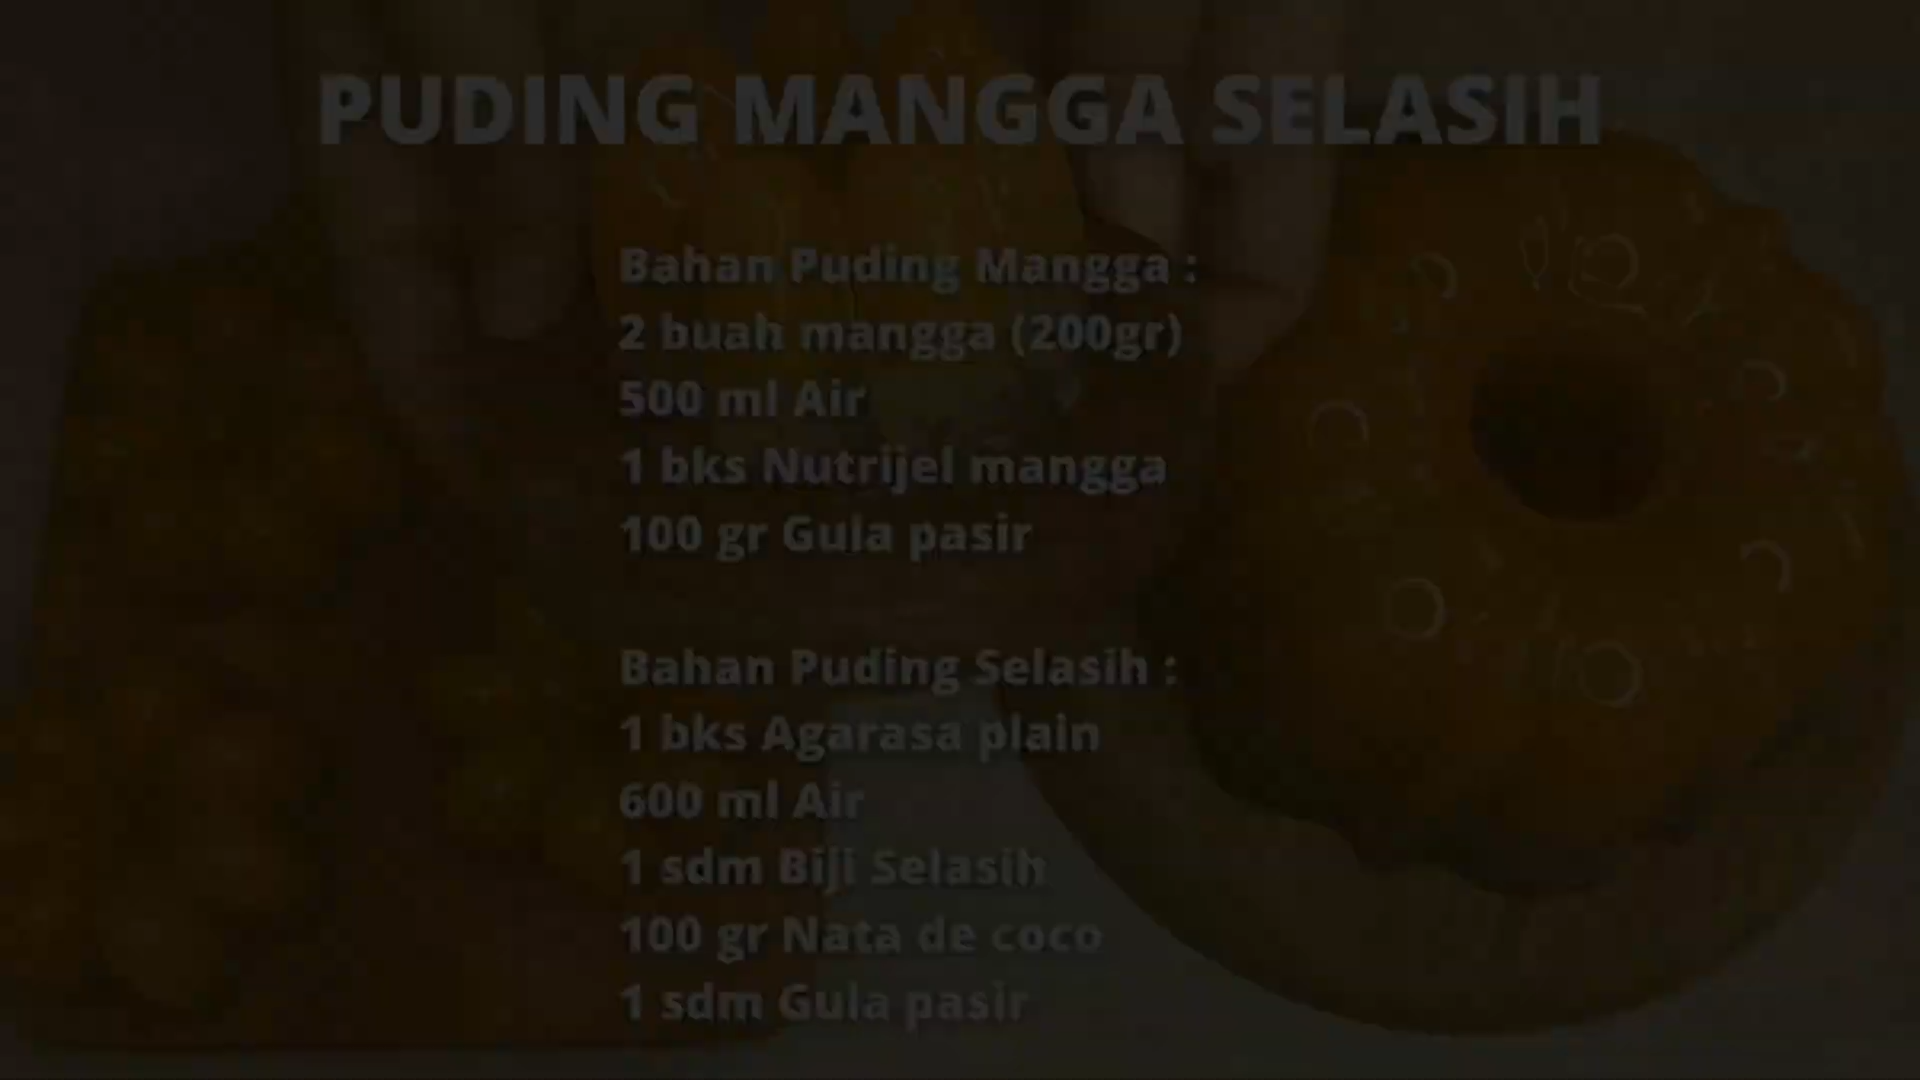 PUDING MANGGA SELASIH
Bahan Puding Mangga :
2 buah mangga (200gr)
500 ml Air
1 bks Nutrijel mangga
100 gr Gula pasir
Bahan Puding Selasih :
1 bks Agarasa plain
600 ml Air
1 sdm Biji Selasih
100 gr Nata de coco
1 sdm Gula pasir